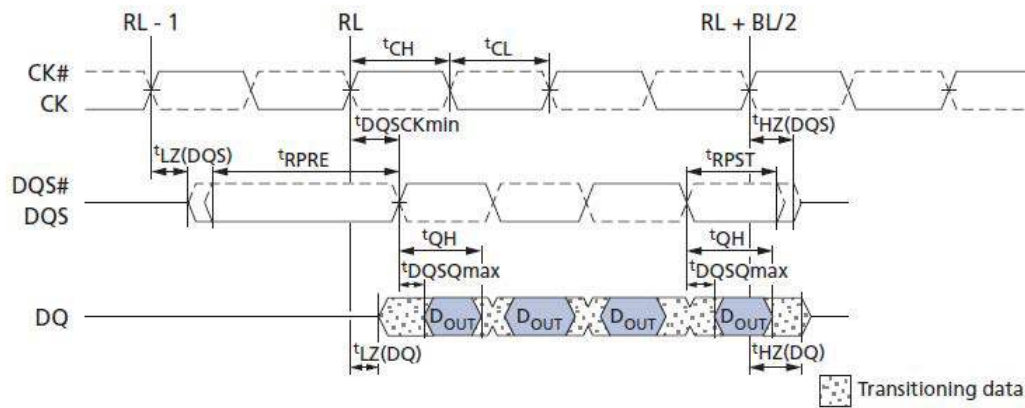 RL - 1 RL RL + BL/2
tCH tCL
CK#
CK
tDQSCKmin tHZ(DQS)
tLZ(DQS) tRPRE tRPST
DQS#
DQS
tQH tQH
tDQSQmax tDQSQmax
DQ DOUT DOUT DOUT DOUT
tLZ(DQ) tHZ(DQ)
Transitioning data